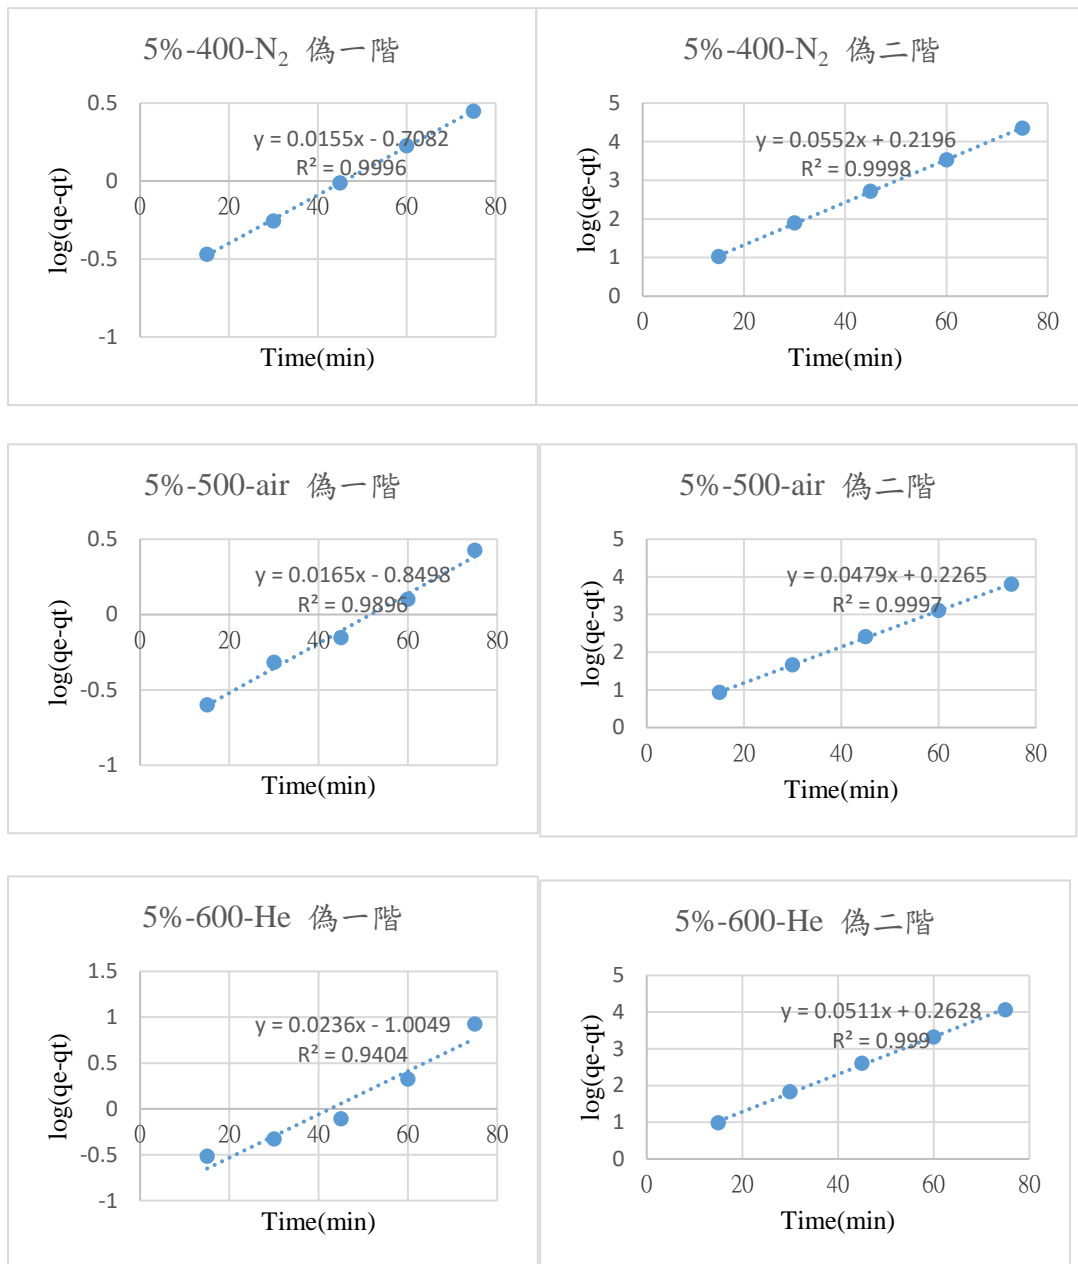 5%-400-N₂ 偽一階
0.5
y = 0.0155x - 0.7082
R² = 0.9996
0
0 20 40 60 80
-0.5
-1
log(qe-qt)
Time(min)
5%-400-N₂ 偽二階
5
4
y = 0.0552x + 0.2196
R² = 0.9998
3
2
1
0
0 20 40 60 80
log(qe-qt)
Time(min)
5%-500-air 偽一階
0.5
y = 0.0165x - 0.8498
R² = 0.9896
0
0 20 40 60 80
-0.5
-1
log(qe-qt)
Time(min)
5%-500-air 偽二階
5
4
y = 0.0479x + 0.2265
R² = 0.9997
3
2
1
0
0 20 40 60 80
log(qe-qt)
Time(min)
5%-600-He 偽一階
1.5
1
y = 0.0236x - 1.0049
R² = 0.9404
0.5
0
0 20 40 60 80
-0.5
-1
log(qe-qt)
Time(min)
5%-600-He 偽二階
5
4
y = 0.0511x + 0.2628
R² = 0.999
3
2
1
0
0 20 40 60 80
log(qe-qt)
Time(min)